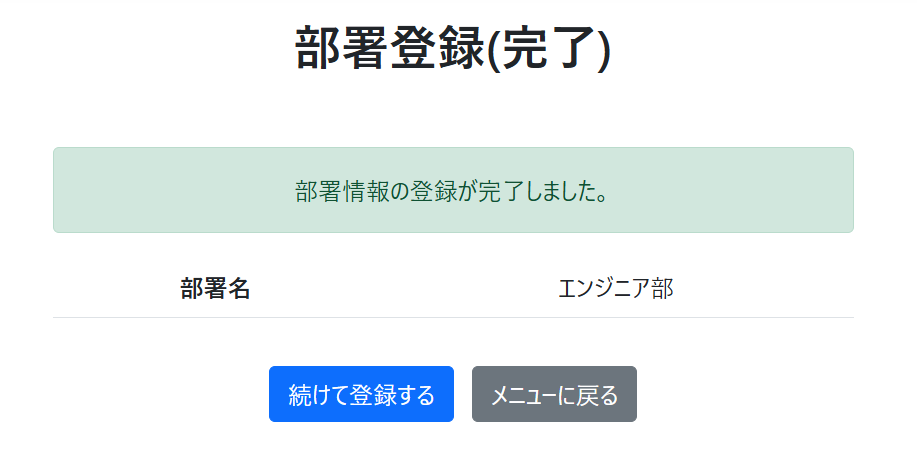 部署登録(完了)
部署情報の登録が完了しました。
部署名 エンジニア部
続けて登録する メニューに戻る